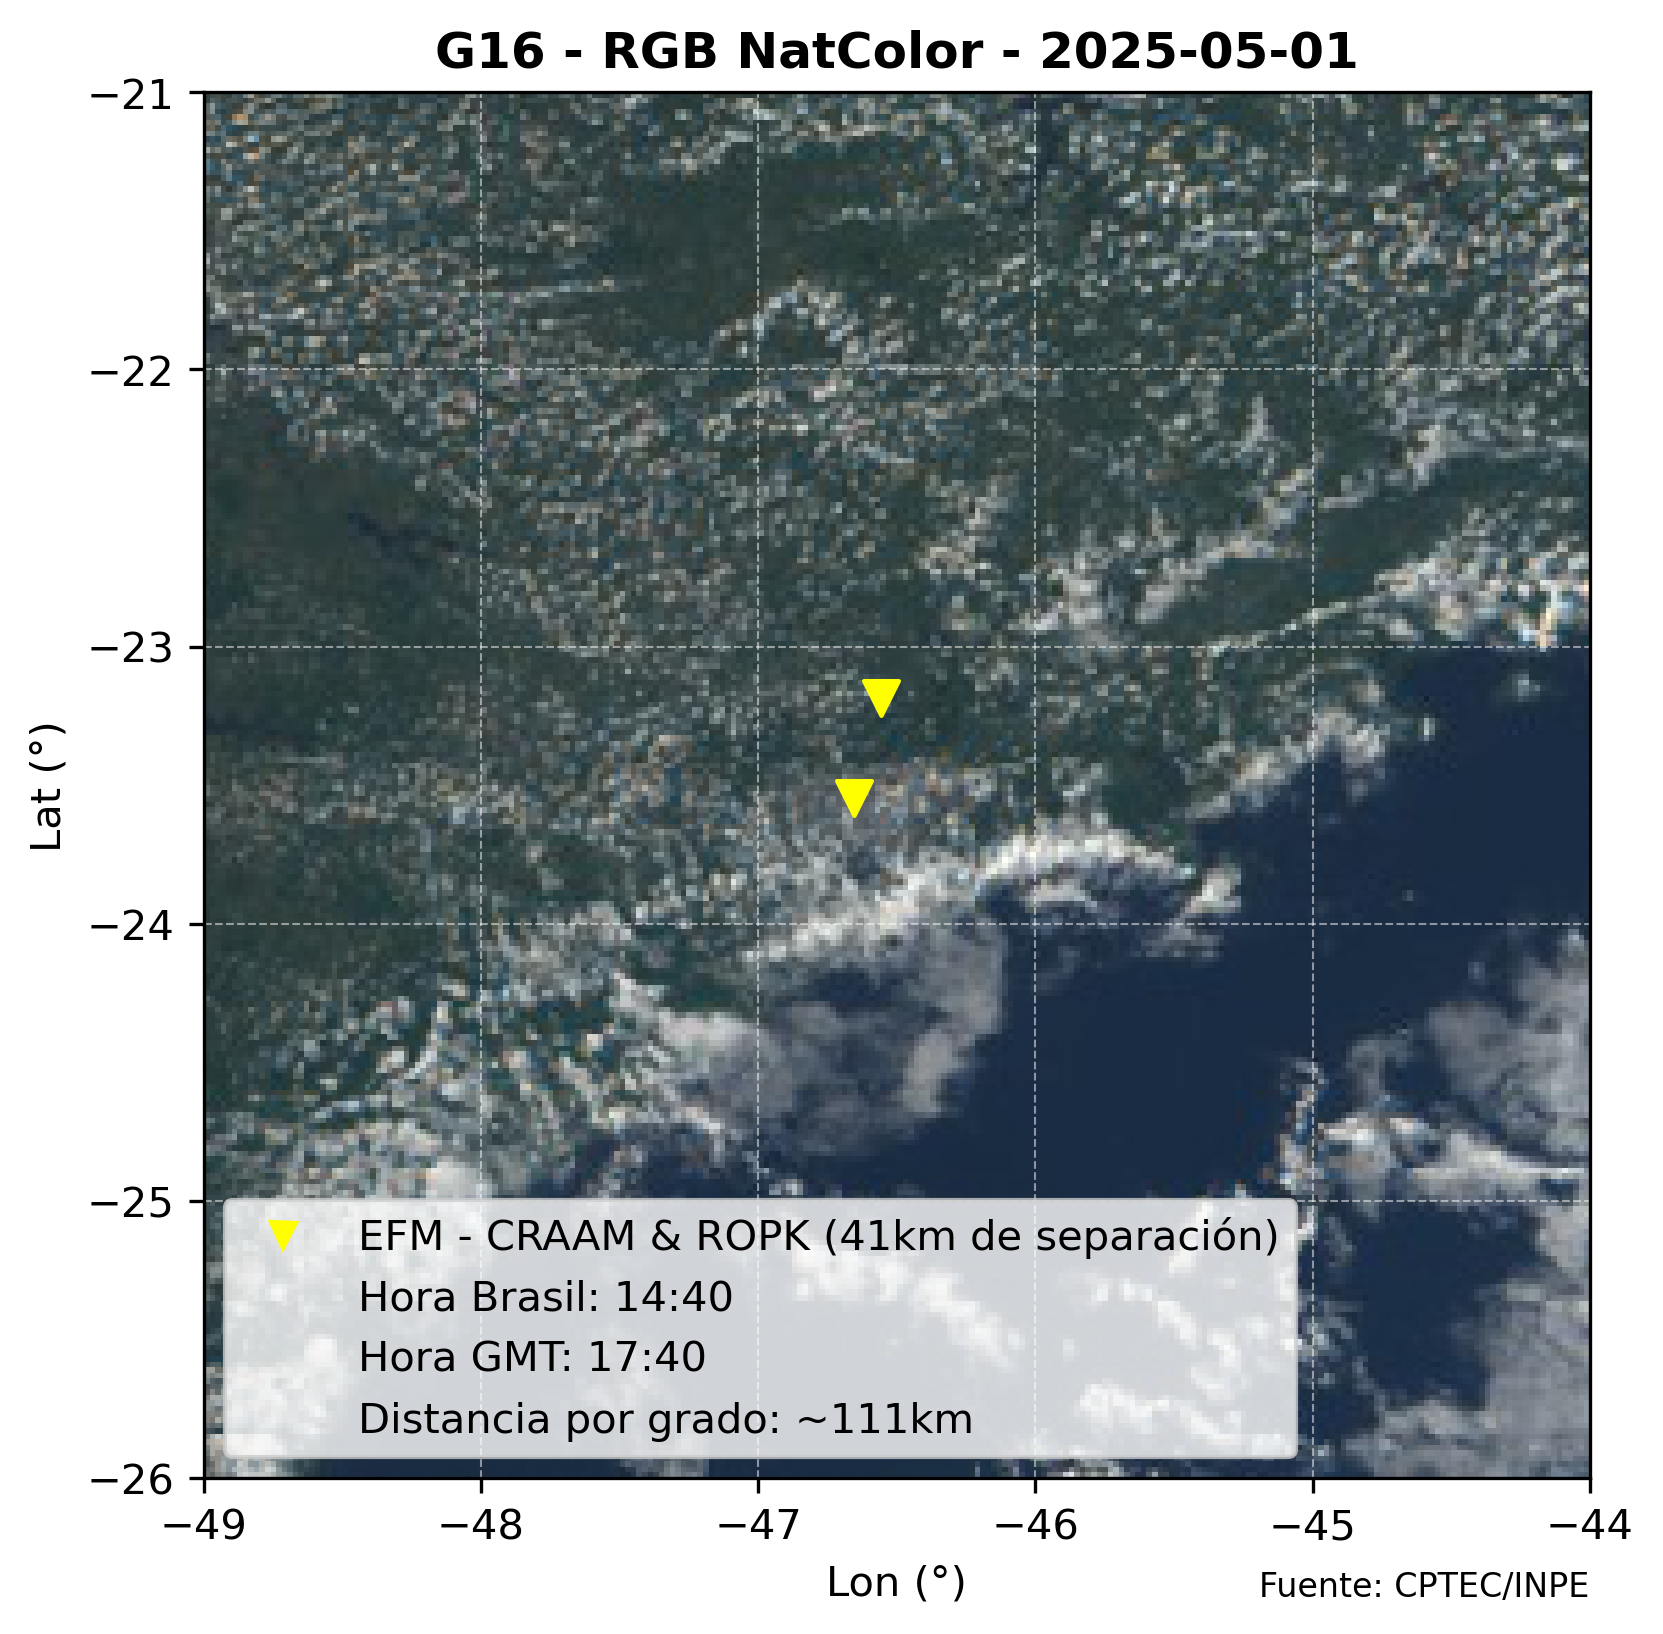 G16 - RGB NatColor - 2025-05-01
−21
−22
−23
−24
−25
−26
Lat (°)
EFM - CRAAM & ROPK (41km de separación)
Hora Brasil: 14:40
Hora GMT: 17:40
Distancia por grado: ~111km
−49 −48 −47 −46 −45 −44
Lon (°)
Fuente: CPTEC/INPE